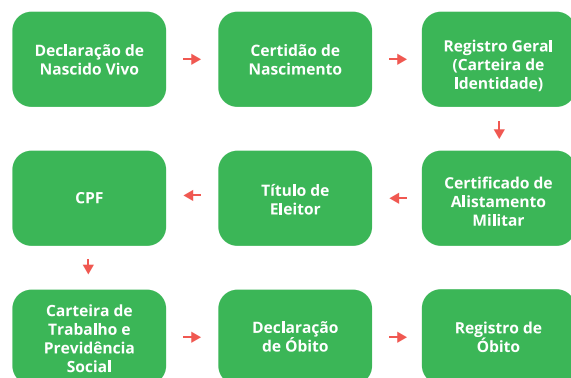 Declaração de
Nascido Vivo
Certidão de
Nascimento
Registro Geral
(Carteira de
Identidade)
Certificado de
Alistamento
Militar
Título de
Eleitor
CPF
Carteira de
Trabalho e
Previdência
Social
Declaração
de Óbito
Registro de
Óbito